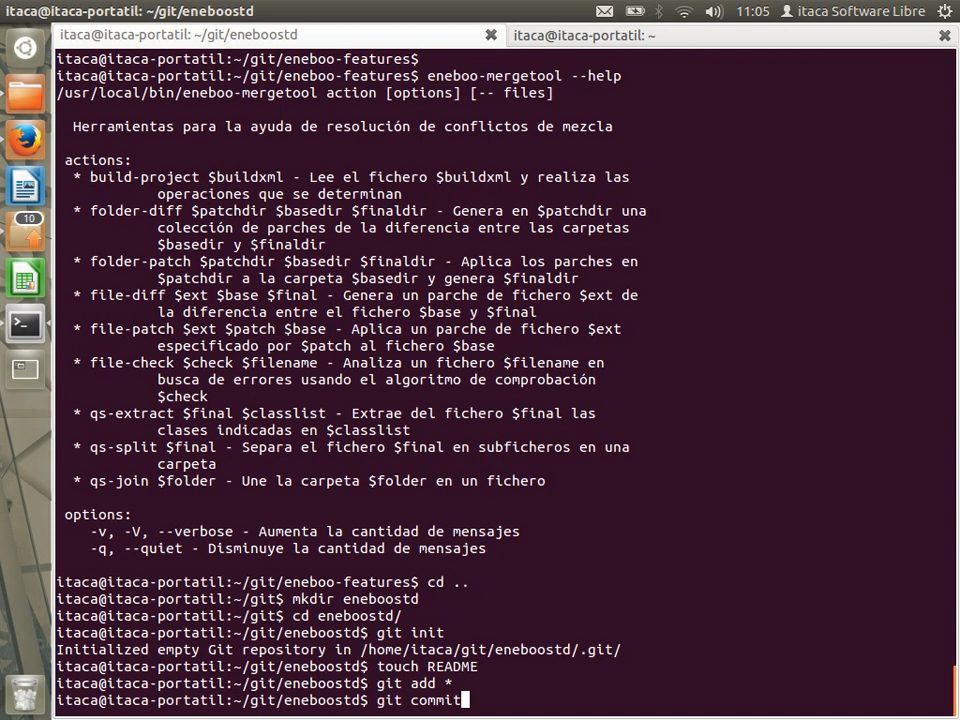 itaca@itaca-portatil: ~/git/eneboostd
11:05
itaca Software Libre
itaca@itaca-portatil: ~/git/eneboostd
itaca@itaca-portatil: ~
10
itaca@itaca-portatil:~/git/eneboo-features$
itaca@itaca-portatil:~/git/eneboo-features$ eneboo-mergetool --help
/usr/local/bin/eneboo-mergetool action [options] [-- files]
Herramientas para la ayuda de resolución de conflictos de mezcla
actions:
* build-project $buildxml - Lee el fichero $buildxml y realiza las
operaciones que se determinan
* folder-diff $patchdir $basedir $finaldir - Genera en $patchdir una
colección de parches de la diferencia entre las carpetas
$basedir y $finaldir
* folder-patch $patchdir $basedir $finaldir - Aplica los parches en
$patchdir a la carpeta $basedir y genera $finaldir
* file-diff $ext $base $final - Genera un parche de fichero $ext de
la diferencia entre el fichero $base y $final
* file-patch $ext $patch $base - Aplica un parche de fichero $ext
especificado por $patch al fichero $base
* file-check $check $filename - Analiza un fichero $filename en
busca de errores usando el algoritmo de comprobación
$check
* qs-extract $final $classlist - Extrae del fichero $final las
clases indicadas en $classlist
* qs-split $final - Separa el fichero $final en subficheros en una
carpeta
* qs-join $folder - Une la carpeta $folder en un fichero
options:
-v, -V, --verbose - Aumenta la cantidad de mensajes
-q, --quiet - Disminuye la cantidad de mensajes
itaca@itaca-portatil:~/git/eneboo-features$ cd ..
itaca@itaca-portatil:~/git$ mkdir eneboostd
itaca@itaca-portatil:~/git$ cd eneboostd/
itaca@itaca-portatil:~/git/eneboostd$ git init
Initialized empty Git repository in /home/itaca/git/eneboostd/.git/
itaca@itaca-portatil:~/git/eneboostd$ touch README
itaca@itaca-portatil:~/git/eneboostd$ git add *
itaca@itaca-portatil:~/git/eneboostd$ git commit